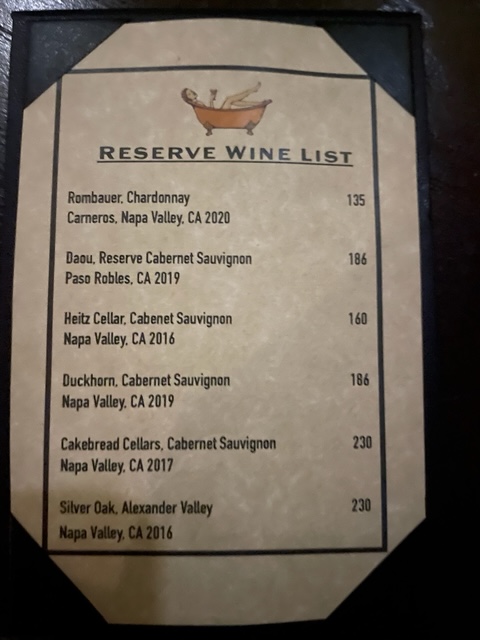 RESERVE WINE LIST
Rombauer, Chardonnay 135
Carneros, Napa Valley, CA 2020
Daou, Reserve Cabernet Sauvignon 186
Paso Robles, CA 2019
Heitz Cellar, Cabenet Sauvignon 160
Napa Valley, CA 2016
Duckhorn, Cabernet Sauvignon 186
Napa Valley, CA 2019
Cakebread Cellars, Cabernet Sauvignon 230
Napa Valley, CA 2017
Silver Oak, Alexander Valley 230
Napa Valley, CA 2016